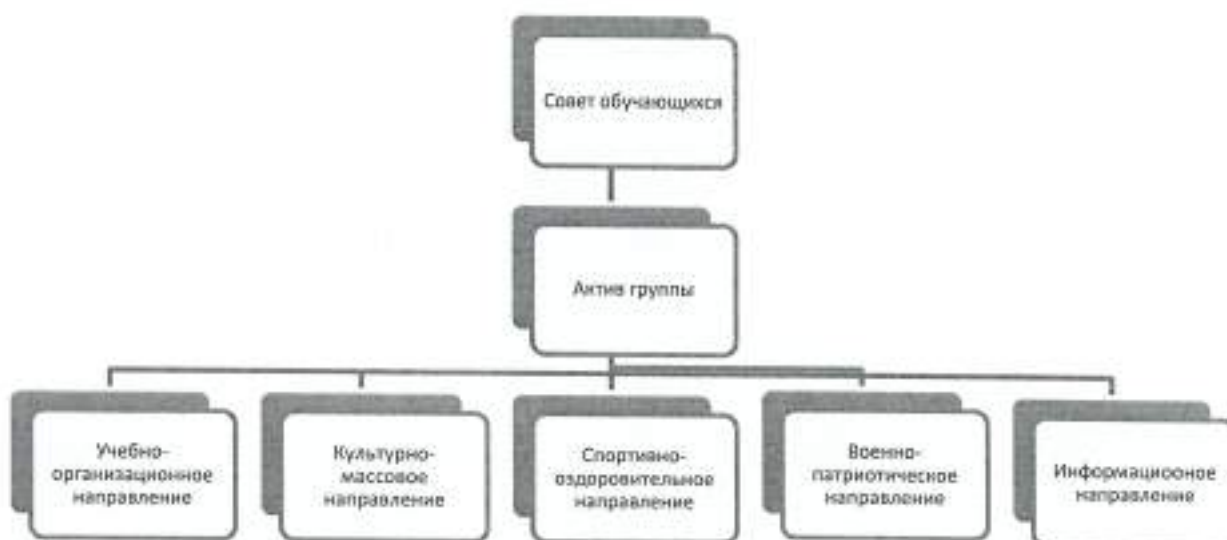 Совет обучающихся
Актив группы
Учебно-
организационное
направление
Культурно-
массовое
направление
Спортивно-
оздоровительное
направление
Военно-
патриотическое
направление
Информациооное
направление